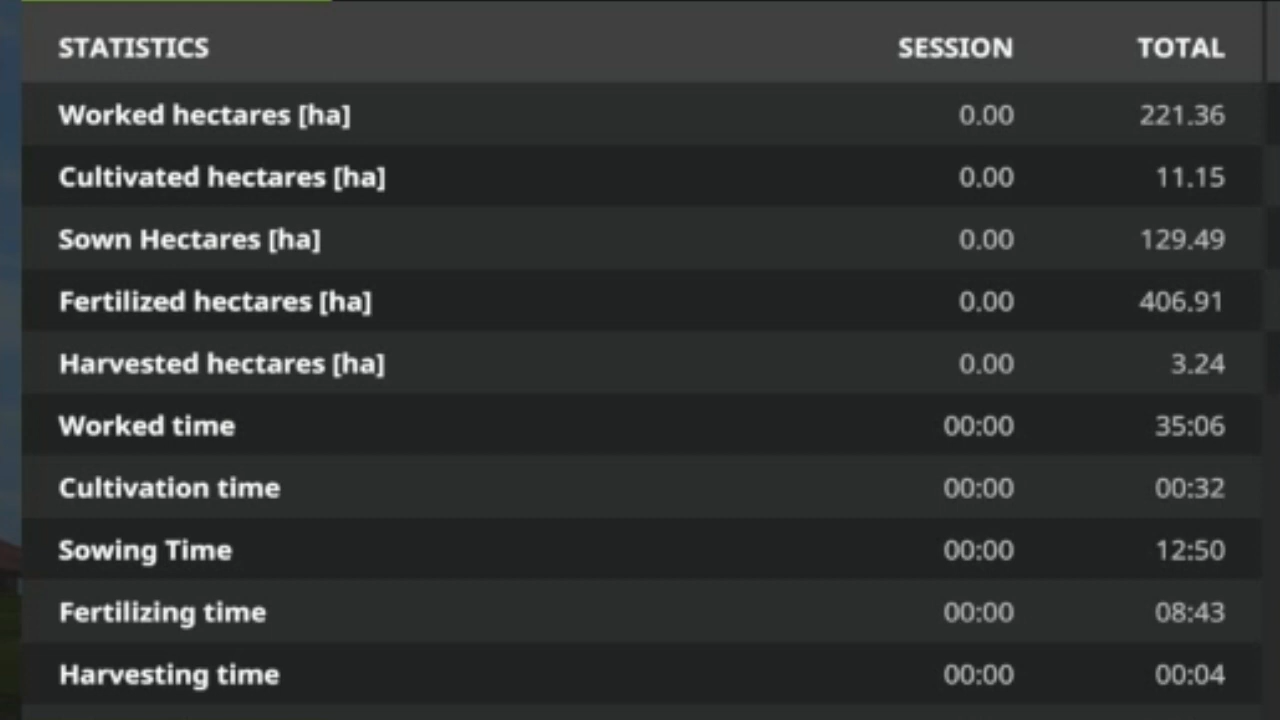 STATISTICS SESSION TOTAL
Worked hectares [ha] 0.00 221.36
Cultivated hectares [ha] 0.00 11.15
Sown Hectares [ha] 0.00 129.49
Fertilized hectares [ha] 0.00 406.91
Harvested hectares [ha] 0.00 3.24
Worked time 00:00 35:06
Cultivation time 00:00 00:32
Sowing Time 00:00 12:50
Fertilizing time 00:00 08:43
Harvesting time 00:00 00:04